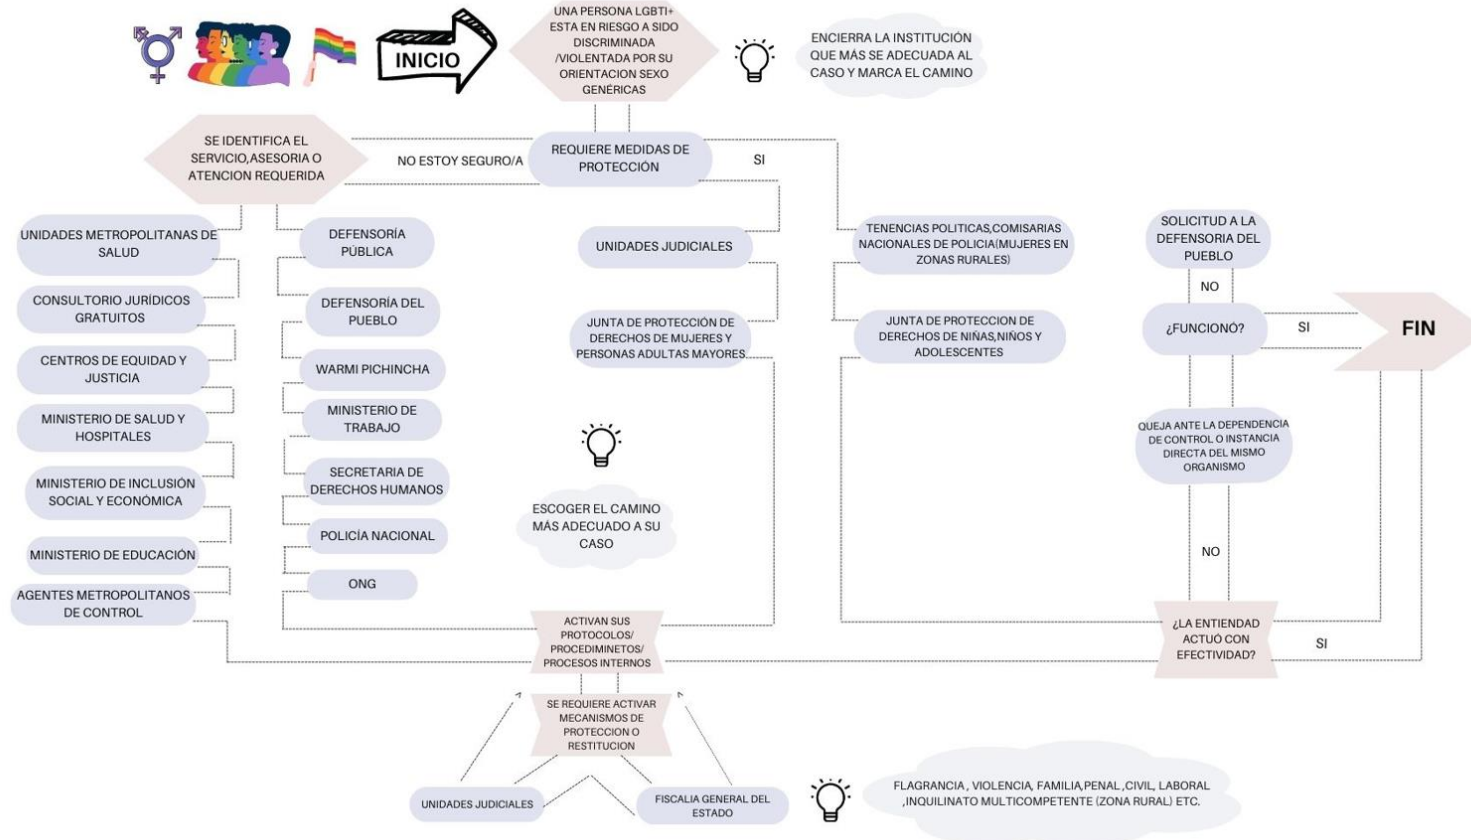 INICIO
UNA PERSONA LGBTI+
ESTA EN RIESGO A SIDO
DISCRIMINADA
/VIOLENTADA POR SU
ORIENTACION SEXO
GENÉRICAS
ENCIERRA LA INSTITUCIÓN
QUE MÁS SE ADECUADA AL
CASO Y MARCA EL CAMINO
SE IDENTIFICA EL
SERVICIO,ASESORIA O
ATENCION REQUERIDA
NO ESTOY SEGURO/A
REQUIERE MEDIDAS DE
PROTECCIÓN
SI
UNIDADES METROPOLITANAS DE
SALUD
CONSULTORIO JURÍDICOS
GRATUITOS
CENTROS DE EQUIDAD Y
JUSTICIA
MINISTERIO DE SALUD Y
HOSPITALES
MINISTERIO DE INCLUSIÓN
SOCIAL Y ECONÓMICA
MINISTERIO DE EDUCACIÓN
AGENTES METROPOLITANOS
DE CONTROL
DEFENSORÍA
PÚBLICA
DEFENSORÍA DEL
PUEBLO
WARMI PICHINCHA
MINISTERIO DE
TRABAJO
SECRETARIA DE
DERECHOS HUMANOS
POLICÍA NACIONAL
ONG
UNIDADES JUDICIALES
JUNTA DE PROTECCIÓN DE
DERECHOS DE MUJERES Y
PERSONAS ADULTAS MAYORES
TENENCIAS POLITICAS,COMISARIAS
NACIONALES DE POLICIA(MUJERES EN
ZONAS RURALES)
JUNTA DE PROTECCION DE
DERECHOS DE NIÑAS,NIÑOS Y
ADOLESCENTES
ESCOGER EL CAMINO
MÁS ADECUADO A SU
CASO
SOLICITUD A LA
DEFENSORIA DEL
PUEBLO
NO
¿FUNCIONÓ?
SI
FIN
QUEJA ANTE LA DEPENDENCIA
DE CONTROL O INSTANCIA
DIRECTA DEL MISMO
ORGANISMO
NO
¿LA ENTIENDAD
ACTUÓ CON
EFECTIVIDAD?
SI
ACTIVAN SUS
PROTOCOLOS/
PROCEDIMINETOS/
PROCESOS INTERNOS
SE REQUIERE ACTIVAR
MECANISMOS DE
PROTECCION O
RESTITUCION
UNIDADES JUDICIALES
FISCALIA GENERAL DEL
ESTADO
FLAGRANCIA , VIOLENCIA, FAMILIA,PENAL ,CIVIL, LABORAL
,INQUILINATO MULTICOMPETENTE (ZONA RURAL) ETC.